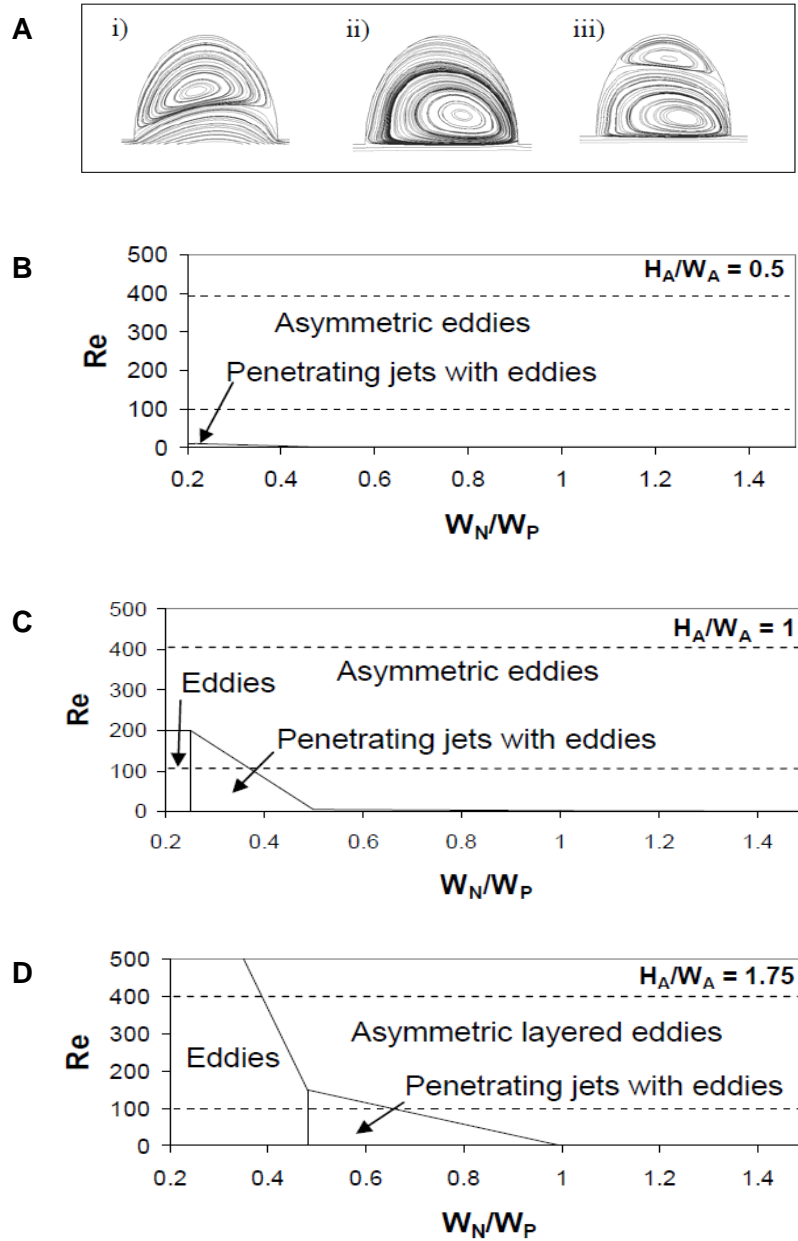 A
i) ii) iii)
B
500
400
300
200
100
0
Re
H_A/W_A = 0.5
Asymmetric eddies
Penetrating jets with eddies
0.2 0.4 0.6 0.8 1 1.2 1.4
W_N/W_P
C
500
400
300
200
100
0
Re
H_A/W_A = 1
Asymmetric eddies
Eddies
Penetrating jets with eddies
0.2 0.4 0.6 0.8 1 1.2 1.4
W_N/W_P
D
500
400
300
200
100
0
Re
H_A/W_A = 1.75
Asymmetric layered eddies
Eddies
Penetrating jets with eddies
0.2 0.4 0.6 0.8 1 1.2 1.4
W_N/W_P